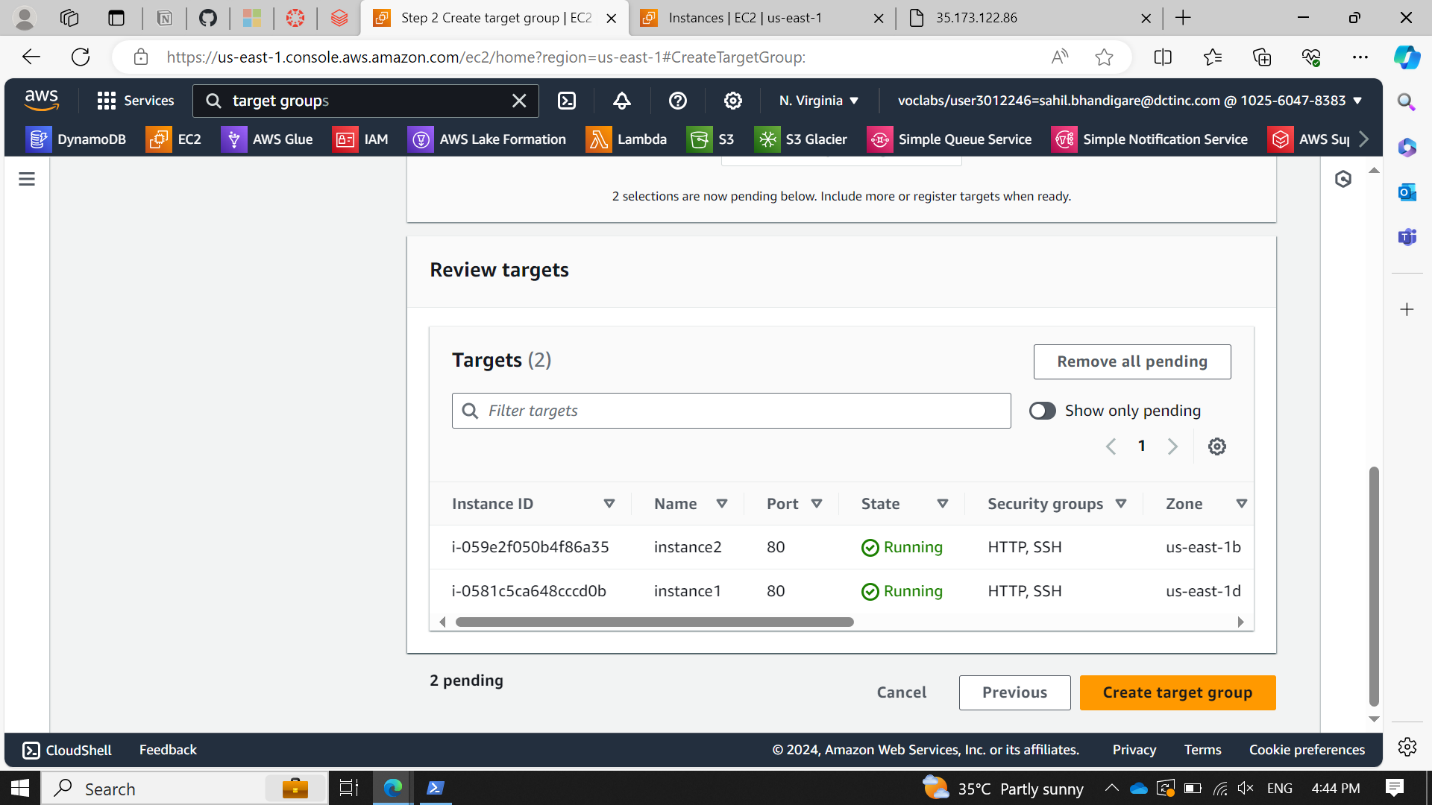 Step 2 Create target group | EC2
Instances | EC2 | us-east-1
35.173.122.86
https://us-east-1.console.aws.amazon.com/ec2/home?region=us-east-1#CreateTargetGroup:
aws
Services
target groups
N. Virginia
voclabs/user3012246=sahil.bhandigare@dctinc.com @ 1025-6047-8383
DynamoDB
EC2
AWS Glue
IAM
AWS Lake Formation
Lambda
S3
S3 Glacier
Simple Queue Service
Simple Notification Service
AWS Sup
2 selections are now pending below. Include more or register targets when ready.
Review targets
Targets (2)
Remove all pending
Filter targets
Show only pending
1
Instance ID Name Port State Security groups Zone
i-059e2f050b4f86a35 instance2 80 Running HTTP, SSH us-east-1b
i-0581c5ca648cccd0b instance1 80 Running HTTP, SSH us-east-1d
2 pending
Cancel
Previous
Create target group
CloudShell
Feedback
© 2024, Amazon Web Services, Inc. or its affiliates.
Privacy
Terms
Cookie preferences
Search
35°C Partly sunny
ENG
4:44 PM